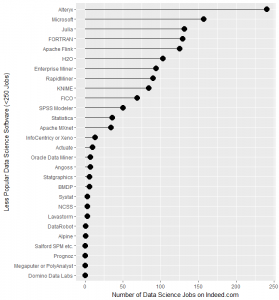 Less Popular Data Science Software (<250 Jobs)
Alteryx
Microsoft
Julia
FORTRAN
Apache Flink
H2O
Enterprise Miner
RapidMiner
KNIME
FICO
SPSS Modeler
Statistica
Apache MXnet
InfoCentricy or Xeno
Actuate
Oracle Data Miner
Angoss
Statgraphics
BMDP
Systat
NCSS
Lavastorm
DataRobot
Alpine
Salford SPM etc.
Prognoz
Megaputer or PolyAnalyst
Domino Data Labs
0 50 100 150 200 250
Number of Data Science Jobs on Indeed.com